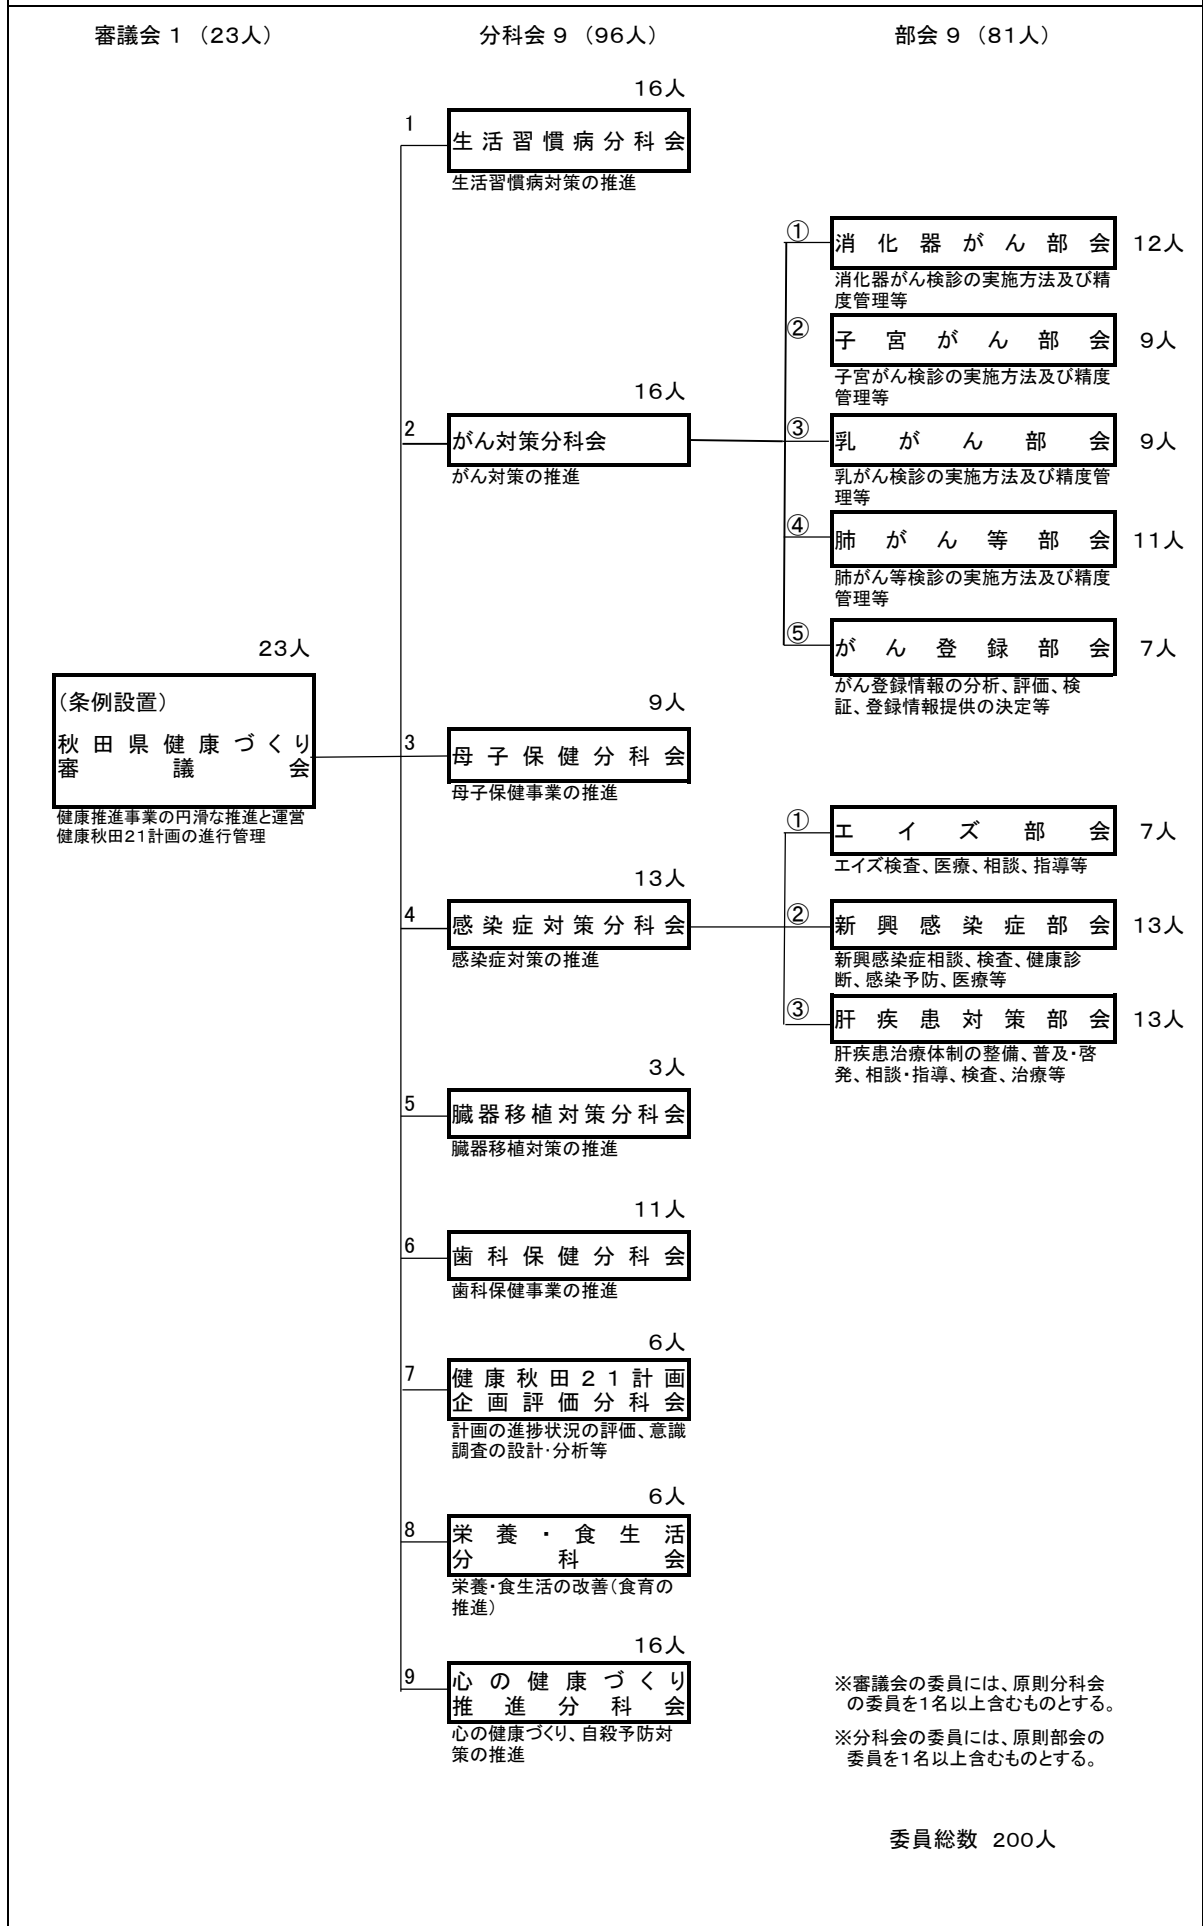 審議会 1 （23人）
分科会 9 （96人）
部会 9 （81人）
23人
（条例設置）
秋田県健康づくり
審議会
健康推進事業の円滑な推進と運営
健康秋田21計画の進行管理
16人
1
生活習慣病分科会
生活習慣病対策の推進
16人
2
がん対策分科会
がん対策の推進
①
消化器がん部会
12人
消化器がん検診の実施方法及び精
度管理等
②
子宮がん部会
9人
子宮がん検診の実施方法及び精度
管理等
③
乳がん部会
9人
乳がん検診の実施方法及び精度管
理等
④
肺がん等部会
11人
肺がん等検診の実施方法及び精度
管理等
⑤
がん登録部会
7人
がん登録情報の分析、評価、検
証、登録情報提供の決定等
9人
3
母子保健分科会
母子保健事業の推進
13人
4
感染症対策分科会
感染症対策の推進
①
エイズ部会
7人
エイズ検査、医療、相談、指導等
②
新興感染症部会
13人
新興感染症相談、検査、健康診
断、感染予防、医療等
③
肝疾患対策部会
13人
肝疾患治療体制の整備、普及・啓
発、相談・指導、検査、治療等
3人
5
臓器移植対策分科会
臓器移植対策の推進
11人
6
歯科保健分科会
歯科保健事業の推進
6人
7
健康秋田２１計画
企画評価分科会
計画の進捗状況の評価、意識
調査の設計・分析等
6人
8
栄養・食生活
分科会
栄養・食生活の改善（食育の
推進）
16人
9
心の健康づくり
推進分科会
心の健康づくり、自殺予防対
策の推進
※審議会の委員には、原則分科会
の委員を1名以上含むものとする。
※分科会の委員には、原則部会の
委員を1名以上含むものとする。
委員総数 200人